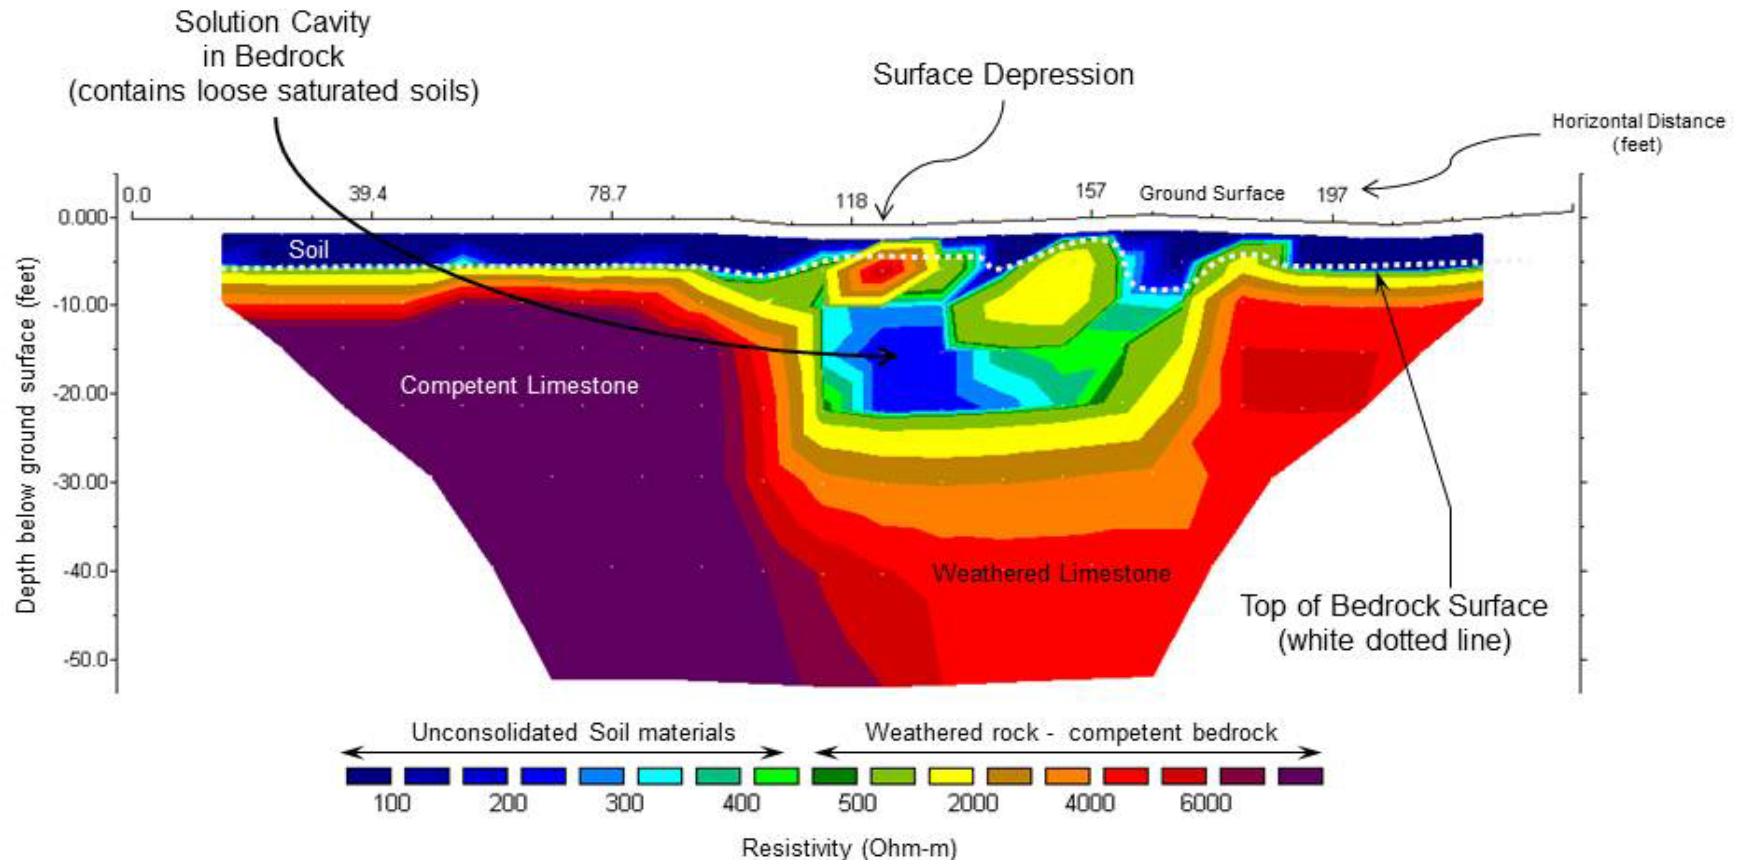 Solution Cavity
in Bedrock
(contains loose saturated soils)
Surface Depression
Horizontal Distance
(feet)
0.0 39.4 78.7 118 157 Ground Surface 197
0.000
Soil
-10.00
Competent Limestone
-20.00
-30.00
-40.0
Weathered Limestone
-50.0
Depth below ground surface (feet)
Top of Bedrock Surface
(white dotted line)
Unconsolidated Soil materials
Weathered rock - competent bedrock
100 200 300 400 500 2000 4000 6000
Resistivity (Ohm-m)